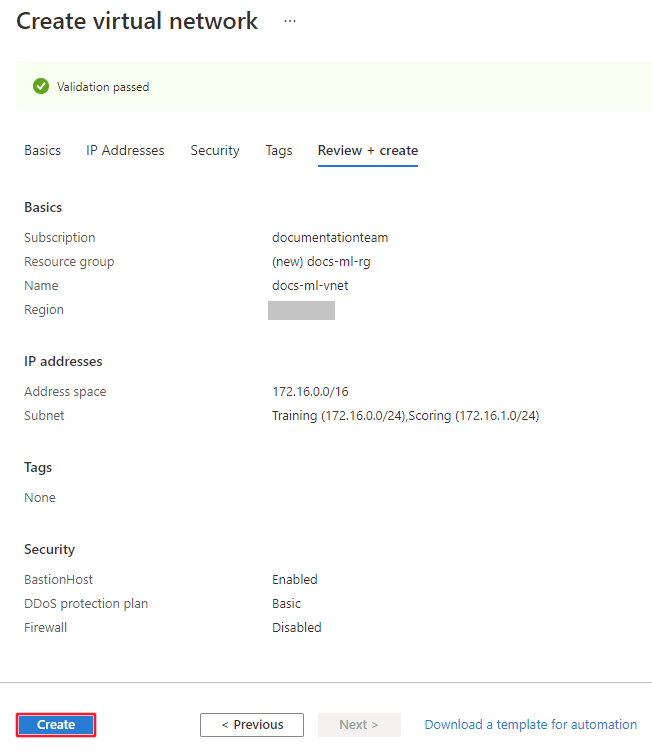 Create virtual network ...
Validation passed
Basics IP Addresses Security Tags Review + create
Basics
Subscription documentationteam
Resource group (new) docs-ml-rg
Name docs-ml-vnet
Region
IP addresses
Address space 172.16.0.0/16
Subnet Training (172.16.0.0/24),Scoring (172.16.1.0/24)
Tags
None
Security
BastionHost Enabled
DDoS protection plan Basic
Firewall Disabled
Create < Previous Next > Download a template for automation